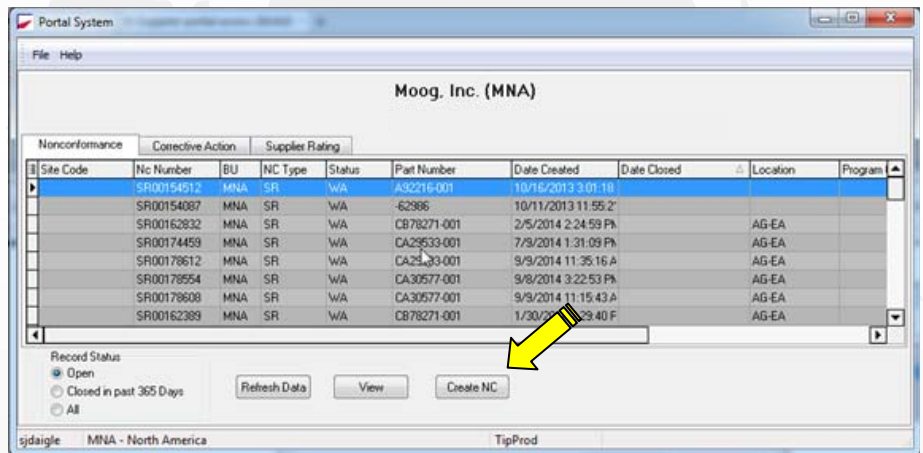 Portal System
File Help
Moog, Inc. (MNA)
Nonconformance Corrective Action Supplier Rating
Site Code Nc Number BU NC Type Status Part Number Date Created Date Closed Location Program
SR00154512 MNA SR WA A92216-001 10/16/2013 3:01:18
SR00154087 MNA SR WA -62986 10/11/2013 11:55:2
SR00162832 MNA SR WA CB78271-001 2/5/2014 2:24:59 PM AG-EA
SR00174459 MNA SR WA CA29533-001 7/9/2014 1:31:09 PM AG-EA
SR00178612 MNA SR WA 9/9/2014 11:35:16 A AG-EA
SR00178554 MNA SR WA CA30577-001 9/8/2014 3:22:53 PM AG-EA
SR00178608 MNA SR WA CA30577-001 9/9/2014 11:15:43 A AG-EA
SR00162389 MNA SR WA CB78271-001 AG-EA
Record Status
Open
Closed in past 365 Days
All
Refresh Data View Create NC
sjdaigle MNA - North America TipProd